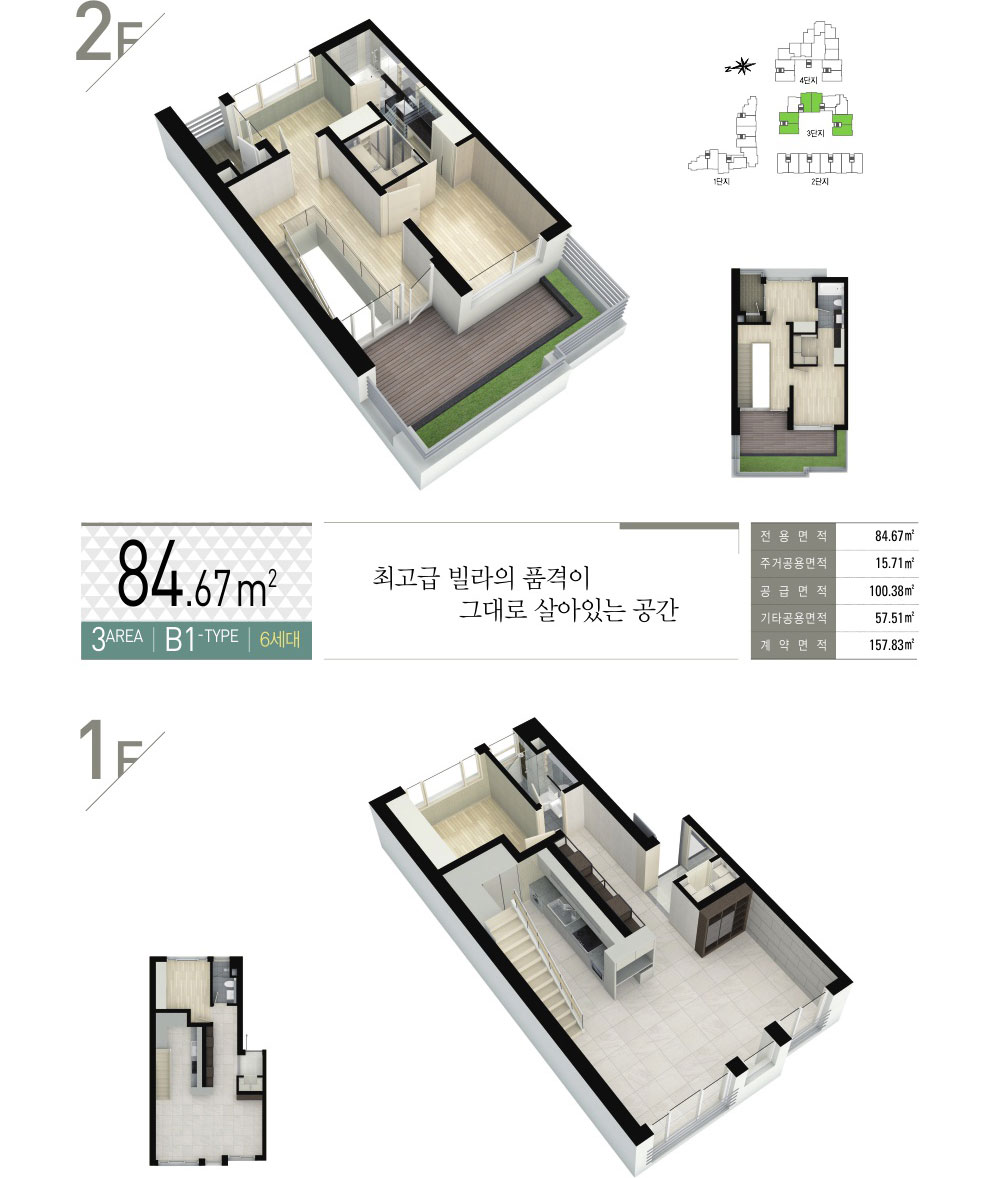 2F
4단지
3단지
1단지
2단지
84.67m²
3AREA | B1-TYPE | 6세대
최고급 빌라의 품격이
그대로 살아있는 공간
전용면적 84.67㎡
주거공용면적 15.71㎡
공급면적 100.38㎡
기타공용면적 57.51㎡
계약면적 157.83㎡
1F